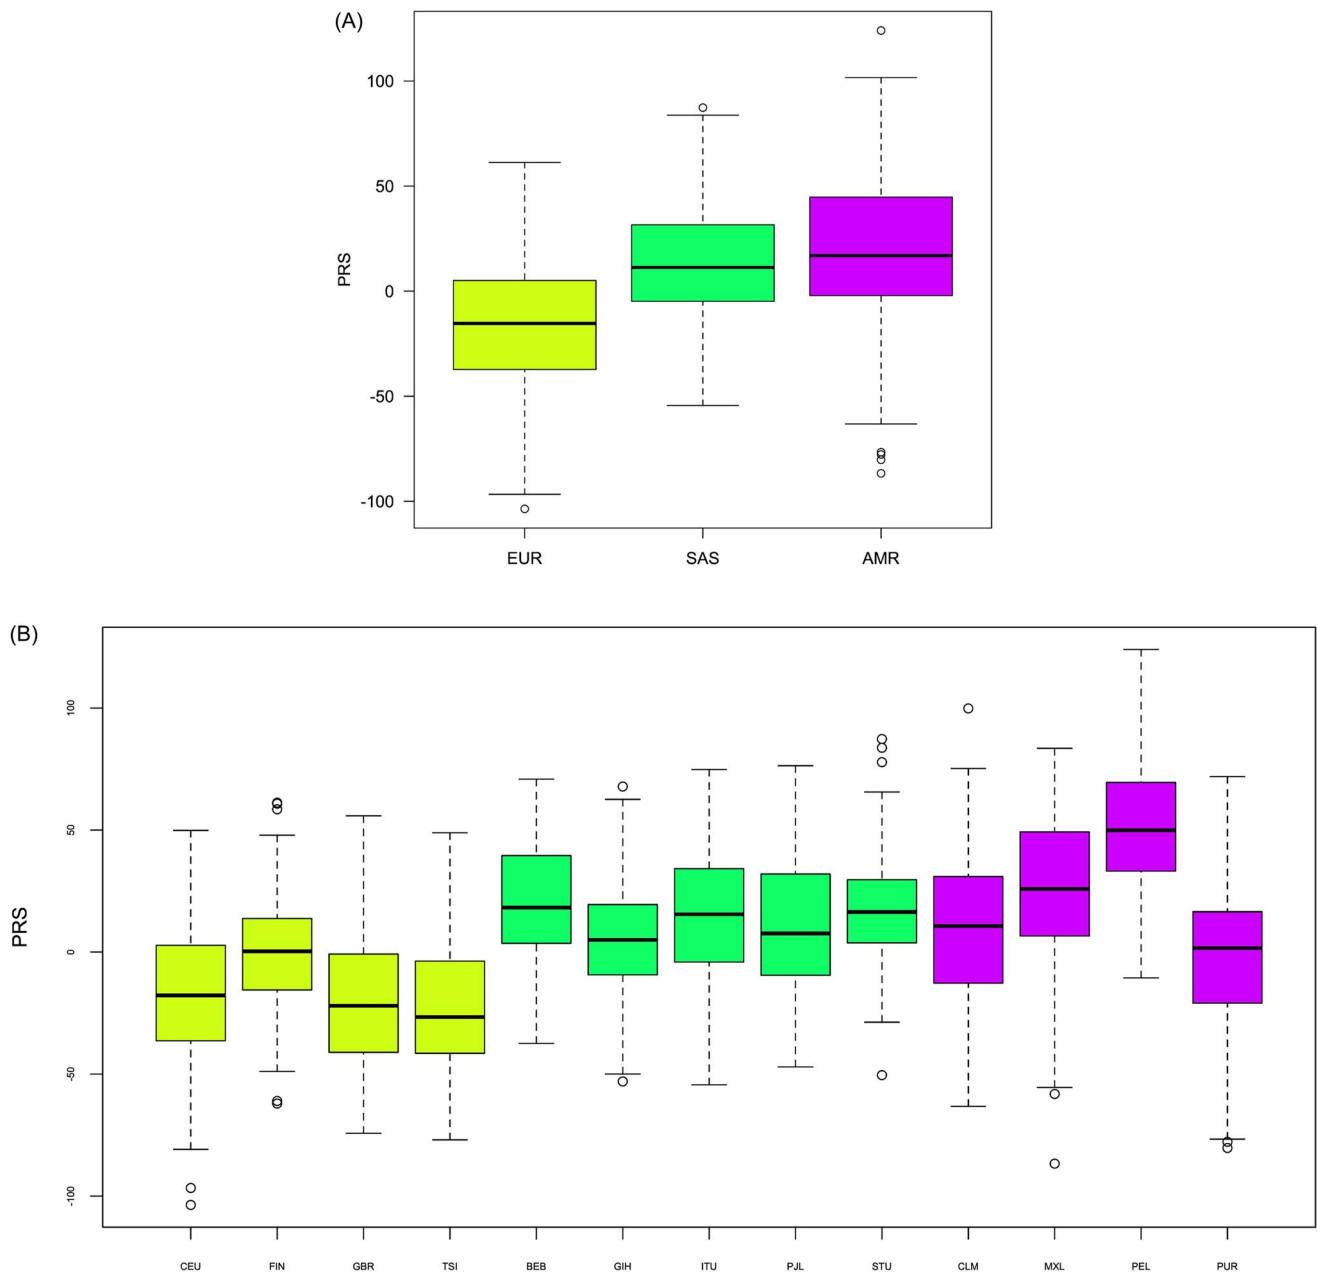 (A)
PRS
100
50
0
-50
-100
EUR SAS AMR
(B)
PRS
100
50
0
-50
-100
CEU FIN GBR TSI BEB GIH ITU PJL STU CLM MXL PEL PUR